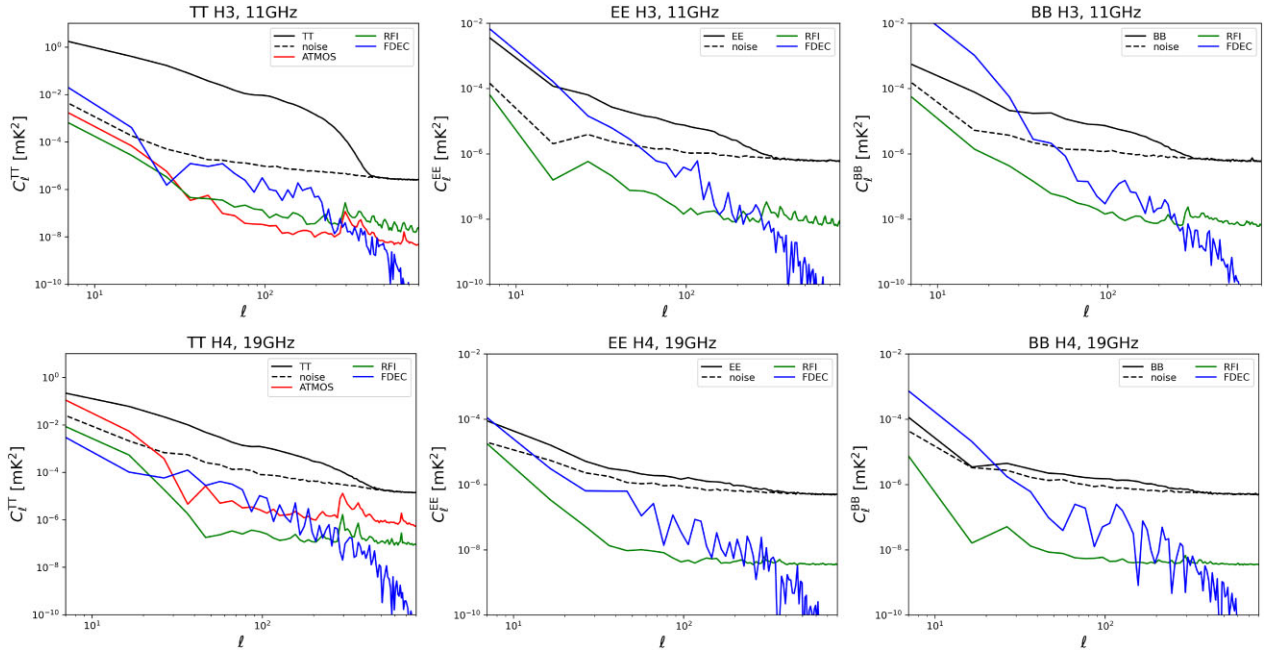 TT H3, 11GHz
EE H3, 11GHz
BB H3, 11GHz
TT
noise
ATMOS
RFI
FDEC
EE
noise
RFI
FDEC
BB
noise
RFI
FDEC
C_ℓ^TT [mK²]
10⁰
10⁻²
10⁻⁴
10⁻⁶
10⁻⁸
10⁻¹⁰
10¹
10²
ℓ
C_ℓ^EE [mK²]
10⁻²
10⁻⁴
10⁻⁶
10⁻⁸
10⁻¹⁰
10¹
10²
ℓ
C_ℓ^BB [mK²]
10⁻²
10⁻⁴
10⁻⁶
10⁻⁸
10⁻¹⁰
10¹
10²
ℓ
TT H4, 19GHz
EE H4, 19GHz
BB H4, 19GHz
TT
noise
ATMOS
RFI
FDEC
EE
noise
RFI
FDEC
BB
noise
RFI
FDEC
C_ℓ^TT [mK²]
10⁰
10⁻²
10⁻⁴
10⁻⁶
10⁻⁸
10⁻¹⁰
10¹
10²
ℓ
C_ℓ^EE [mK²]
10⁻²
10⁻⁴
10⁻⁶
10⁻⁸
10⁻¹⁰
10¹
10²
ℓ
C_ℓ^BB [mK²]
10⁻²
10⁻⁴
10⁻⁶
10⁻⁸
10⁻¹⁰
10¹
10²
ℓ